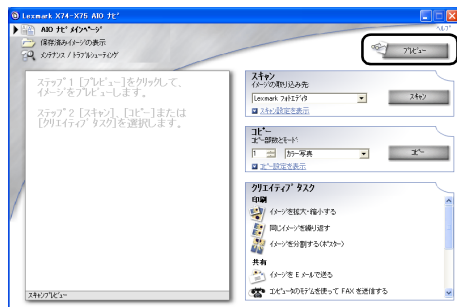 Lexmark X74-X75 AIO ﾅﾋﾞ
AIO ﾅﾋﾞ ﾒｲﾝﾍﾟｰｼﾞ
保存済みｲﾒｰｼﾞの表示
ﾒﾝﾃﾅﾝｽ / ﾄﾗﾌﾞﾙｼｭｰﾃｨﾝｸﾞ
ﾍﾙﾌﾟ
ﾌﾟﾚﾋﾞｭｰ
ステップ 1 [プレビュー]をクリックして、
イメージをプレビューします。
ステップ 2 [スキャン]、[コピー]または
[クリエイティブ タスク]を選択します。
スキャンプレビュー
スキャン
ｲﾒｰｼﾞの取り込み先
Lexmark ﾌｫﾄｴﾃﾞｨﾀ
ｽｷｬﾝ
ｽｷｬﾝ設定を表示
コピー
ｺﾋﾟｰ部数とﾓｰﾄﾞ:
1
ｶﾗｰ写真
ｺﾋﾟｰ
ｺﾋﾟｰ設定を表示
クリエイティブ タスク
印刷
ｲﾒｰｼﾞを拡大・縮小する
同じｲﾒｰｼﾞを繰り返す
ｲﾒｰｼﾞを分割する(ﾎﾟｽﾀｰ)
共有
ｲﾒｰｼﾞを E ﾒｰﾙで送る
ｺﾝﾋﾟｭｰﾀのﾓﾃﾞﾑを使って FAX を送信する